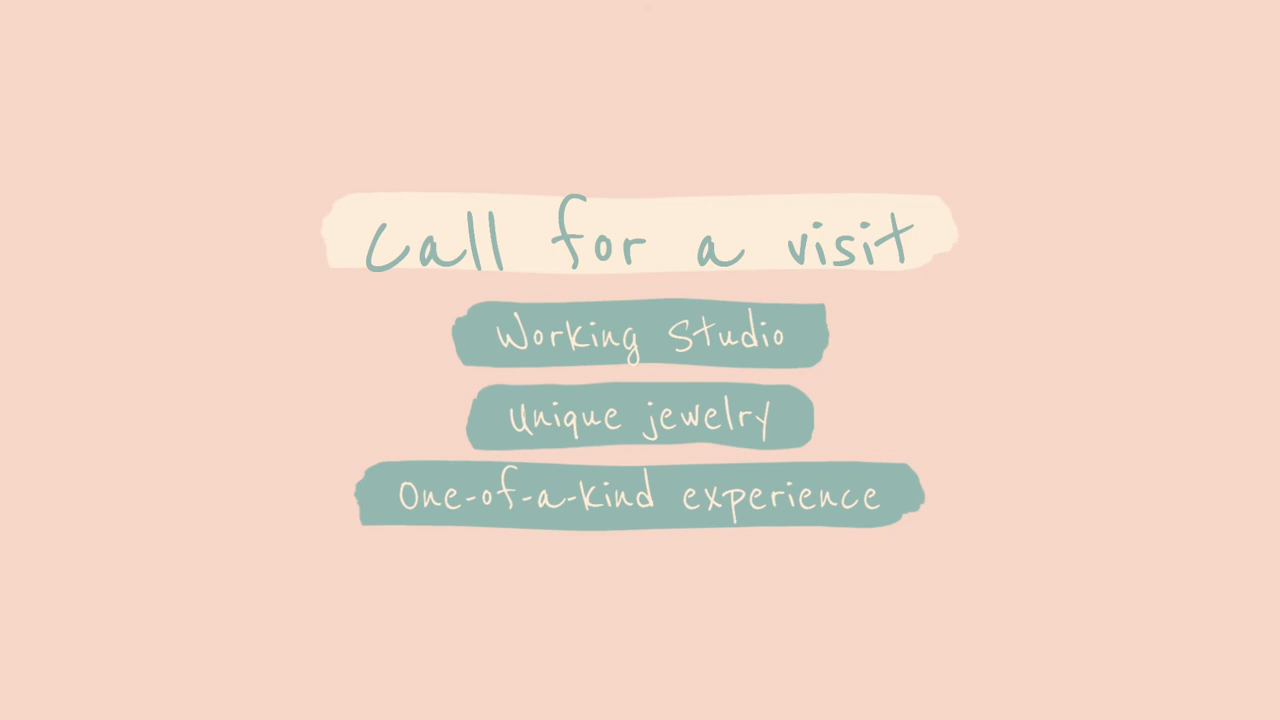 Call for a visit
Working Studio
Unique jewelry
One-of-a-kind experience